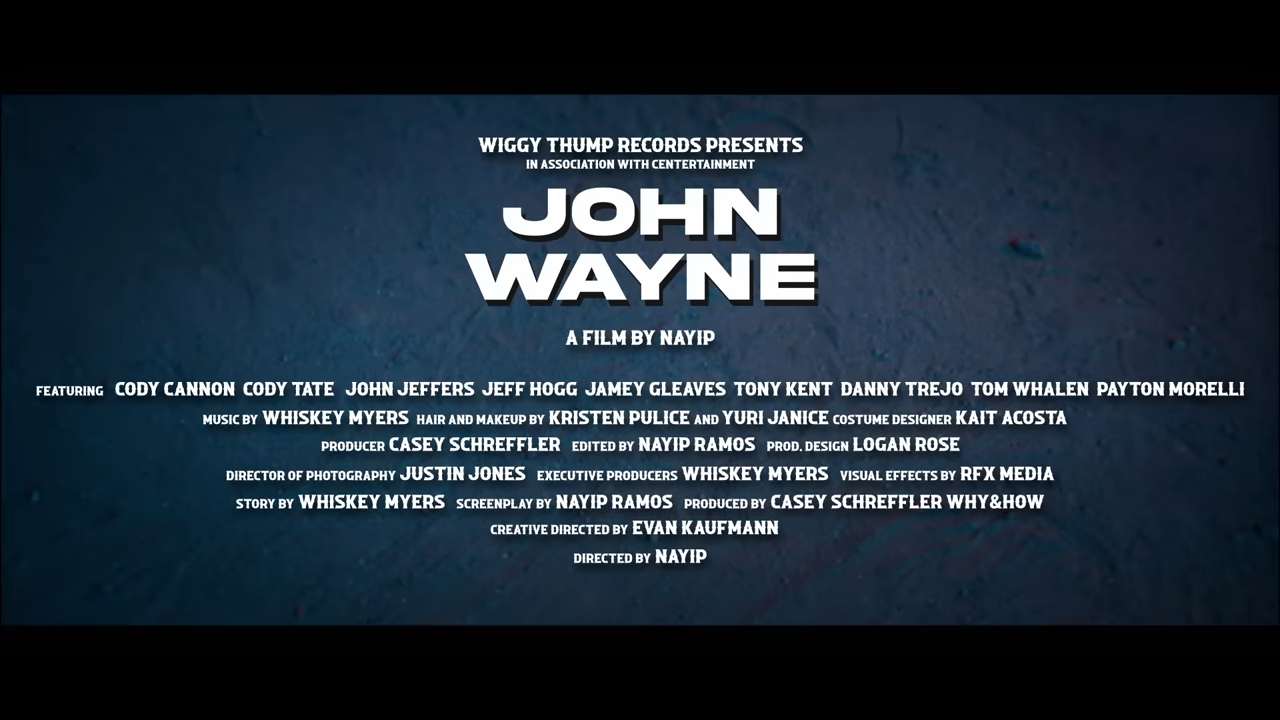 WIGGY THUMP RECORDS PRESENTS
IN ASSOCIATION WITH CENTERTAINMENT
JOHN
WAYNE
A FILM BY NAYIP
FEATURING CODY CANNON CODY TATE JOHN JEFFERS JEFF HOGG JAMEY GLEAVES TONY KENT DANNY TREJO TOM WHALEN PAYTON MORELLI
MUSIC BY WHISKEY MYERS HAIR AND MAKEUP BY KRISTEN PULICE AND YURI JANICE COSTUME DESIGNER KAIT ACOSTA
PRODUCER CASEY SCHREFFLER EDITED BY NAYIP RAMOS PROD. DESIGN LOGAN ROSE
DIRECTOR OF PHOTOGRAPHY JUSTIN JONES EXECUTIVE PRODUCERS WHISKEY MYERS VISUAL EFFECTS BY RFX MEDIA
STORY BY WHISKEY MYERS SCREENPLAY BY NAYIP RAMOS PRODUCED BY CASEY SCHREFFLER WHY&HOW
CREATIVE DIRECTED BY EVAN KAUFMANN
DIRECTED BY NAYIP